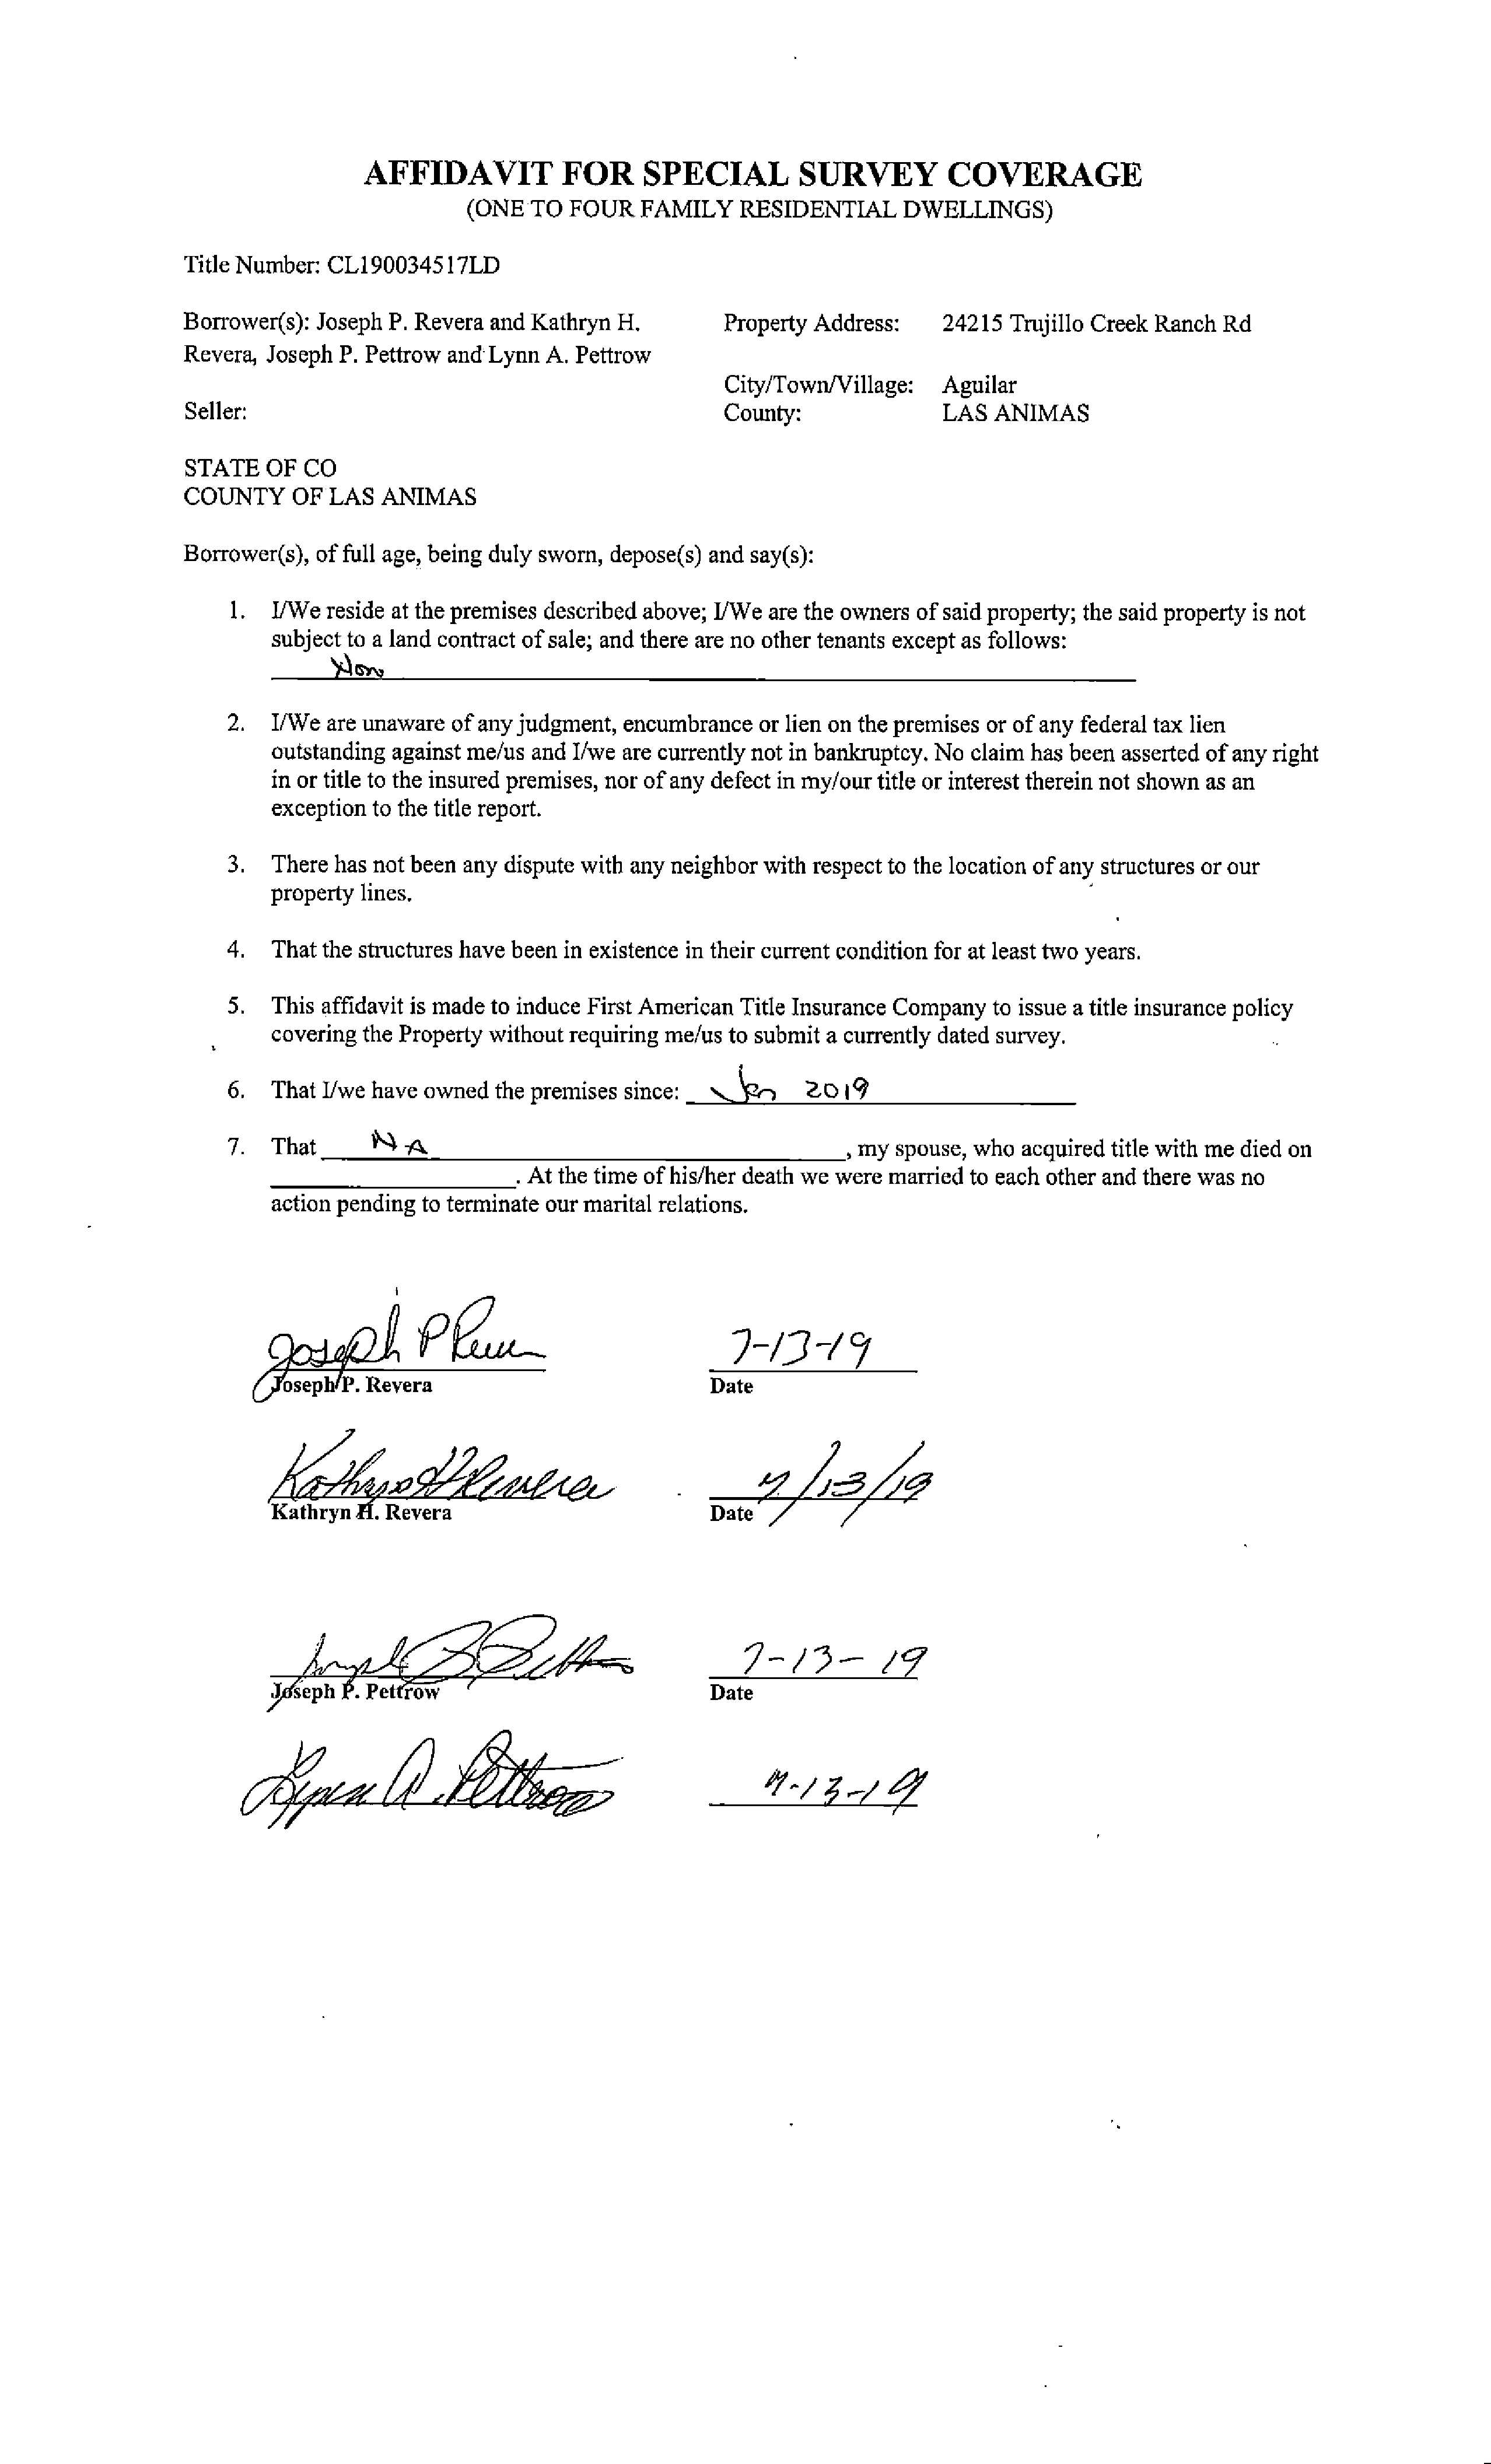 AFFIDAVIT FOR SPECIAL SURVEY COVERAGE
(ONE TO FOUR FAMILY RESIDENTIAL DWELLINGS)
Title Number: CL190034517LD
Borrower(s): Joseph P. Revera and Kathryn H.
Revera, Joseph P. Pettrow and Lynn A. Pettrow
Property Address: 24215 Trujillo Creek Ranch Rd
City/Town/Village: Aguilar
Seller:
County: LAS ANIMAS
STATE OF CO
COUNTY OF LAS ANIMAS
Borrower(s), of full age, being duly sworn, depose(s) and say(s):
1. I/We reside at the premises described above; I/We are the owners of said property; the said property is not
subject to a land contract of sale; and there are no other tenants except as follows:
2. I/We are unaware of any judgment, encumbrance or lien on the premises or of any federal tax lien
outstanding against me/us and I/we are currently not in bankruptcy. No claim has been asserted of any right
in or title to the insured premises, nor of any defect in my/our title or interest therein not shown as an
exception to the title report.
3. There has not been any dispute with any neighbor with respect to the location of any structures or our
property lines.
4. That the structures have been in existence in their current condition for at least two years.
5. This affidavit is made to induce First American Title Insurance Company to issue a title insurance policy
covering the Property without requiring me/us to submit a currently dated survey.
6. That I/we have owned the premises since: Jan 2019
7. That NA, my spouse, who acquired title with me died on
. At the time of his/her death we were married to each other and there was no
action pending to terminate our marital relations.
Joseph P Revera 7-13-19
Joseph P. Revera Date
Kathryn H Revera 7/13/19
Kathryn H. Revera Date
7-13-19
Joseph P. Pettrow Date
Lynn A. Pettrow 7-13-19